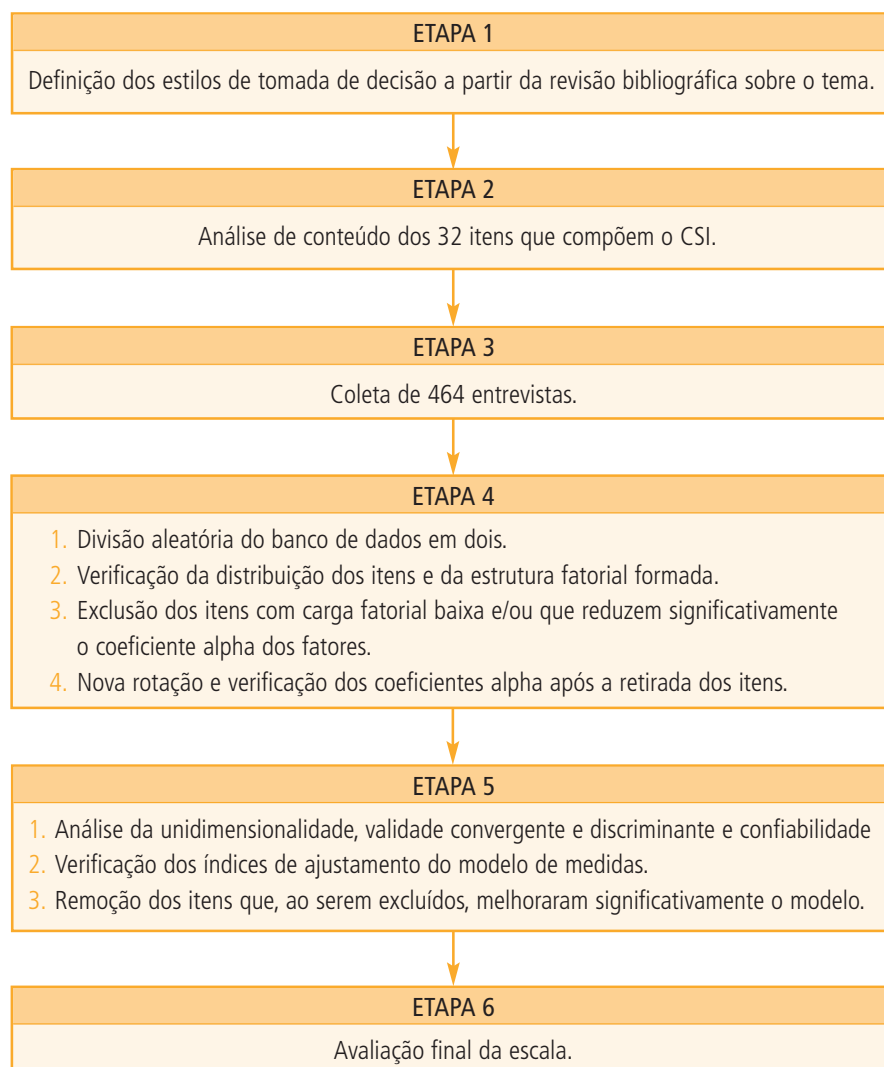 ETAPA 1
Definição dos estilos de tomada de decisão a partir da revisão bibliográfica sobre o tema.
ETAPA 2
Análise de conteúdo dos 32 itens que compõem o CSI.
ETAPA 3
Coleta de 464 entrevistas.
ETAPA 4
1. Divisão aleatória do banco de dados em dois.
2. Verificação da distribuição dos itens e da estrutura fatorial formada.
3. Exclusão dos itens com carga fatorial baixa e/ou que reduzem significativamente
o coeficiente alpha dos fatores.
4. Nova rotação e verificação dos coeficientes alpha após a retirada dos itens.
ETAPA 5
1. Análise da unidimensionalidade, validade convergente e discriminante e confiabilidade
2. Verificação dos índices de ajustamento do modelo de medidas.
3. Remoção dos itens que, ao serem excluídos, melhoraram significativamente o modelo.
ETAPA 6
Avaliação final da escala.